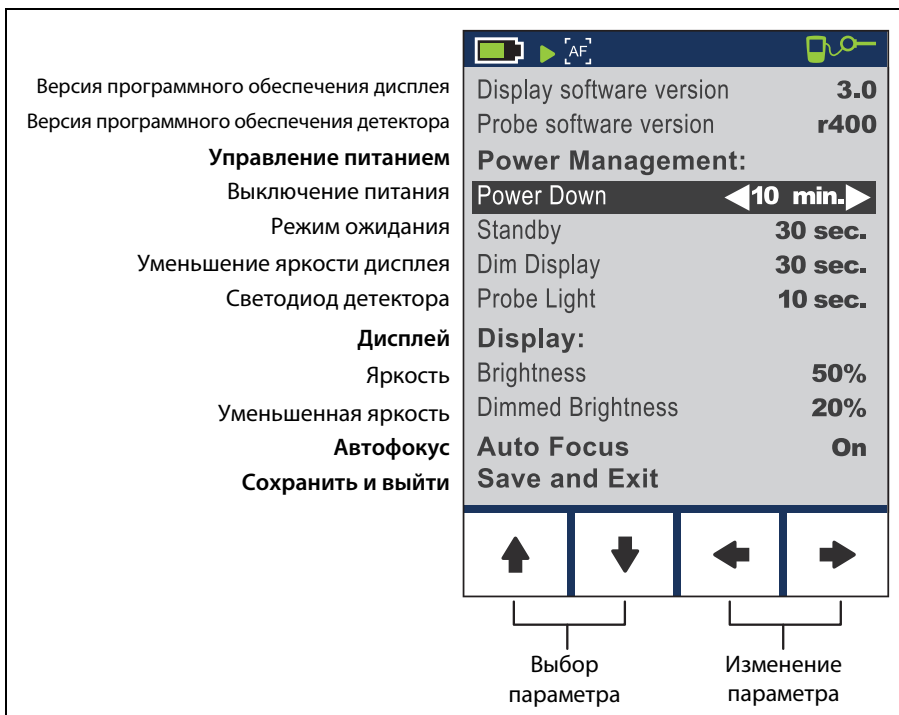 AF
Версия программного обеспечения дисплея Display software version 3.0
Версия программного обеспечения детектора Probe software version r400
Управление питанием Power Management:
Выключение питания Power Down 10 min.
Режим ожидания Standby 30 sec.
Уменьшение яркости дисплея Dim Display 30 sec.
Светодиод детектора Probe Light 10 sec.
Дисплей Display:
Яркость Brightness 50%
Уменьшенная яркость Dimmed Brightness 20%
Автофокус Auto Focus On
Сохранить и выйти Save and Exit
Выбор параметра
Изменение параметра